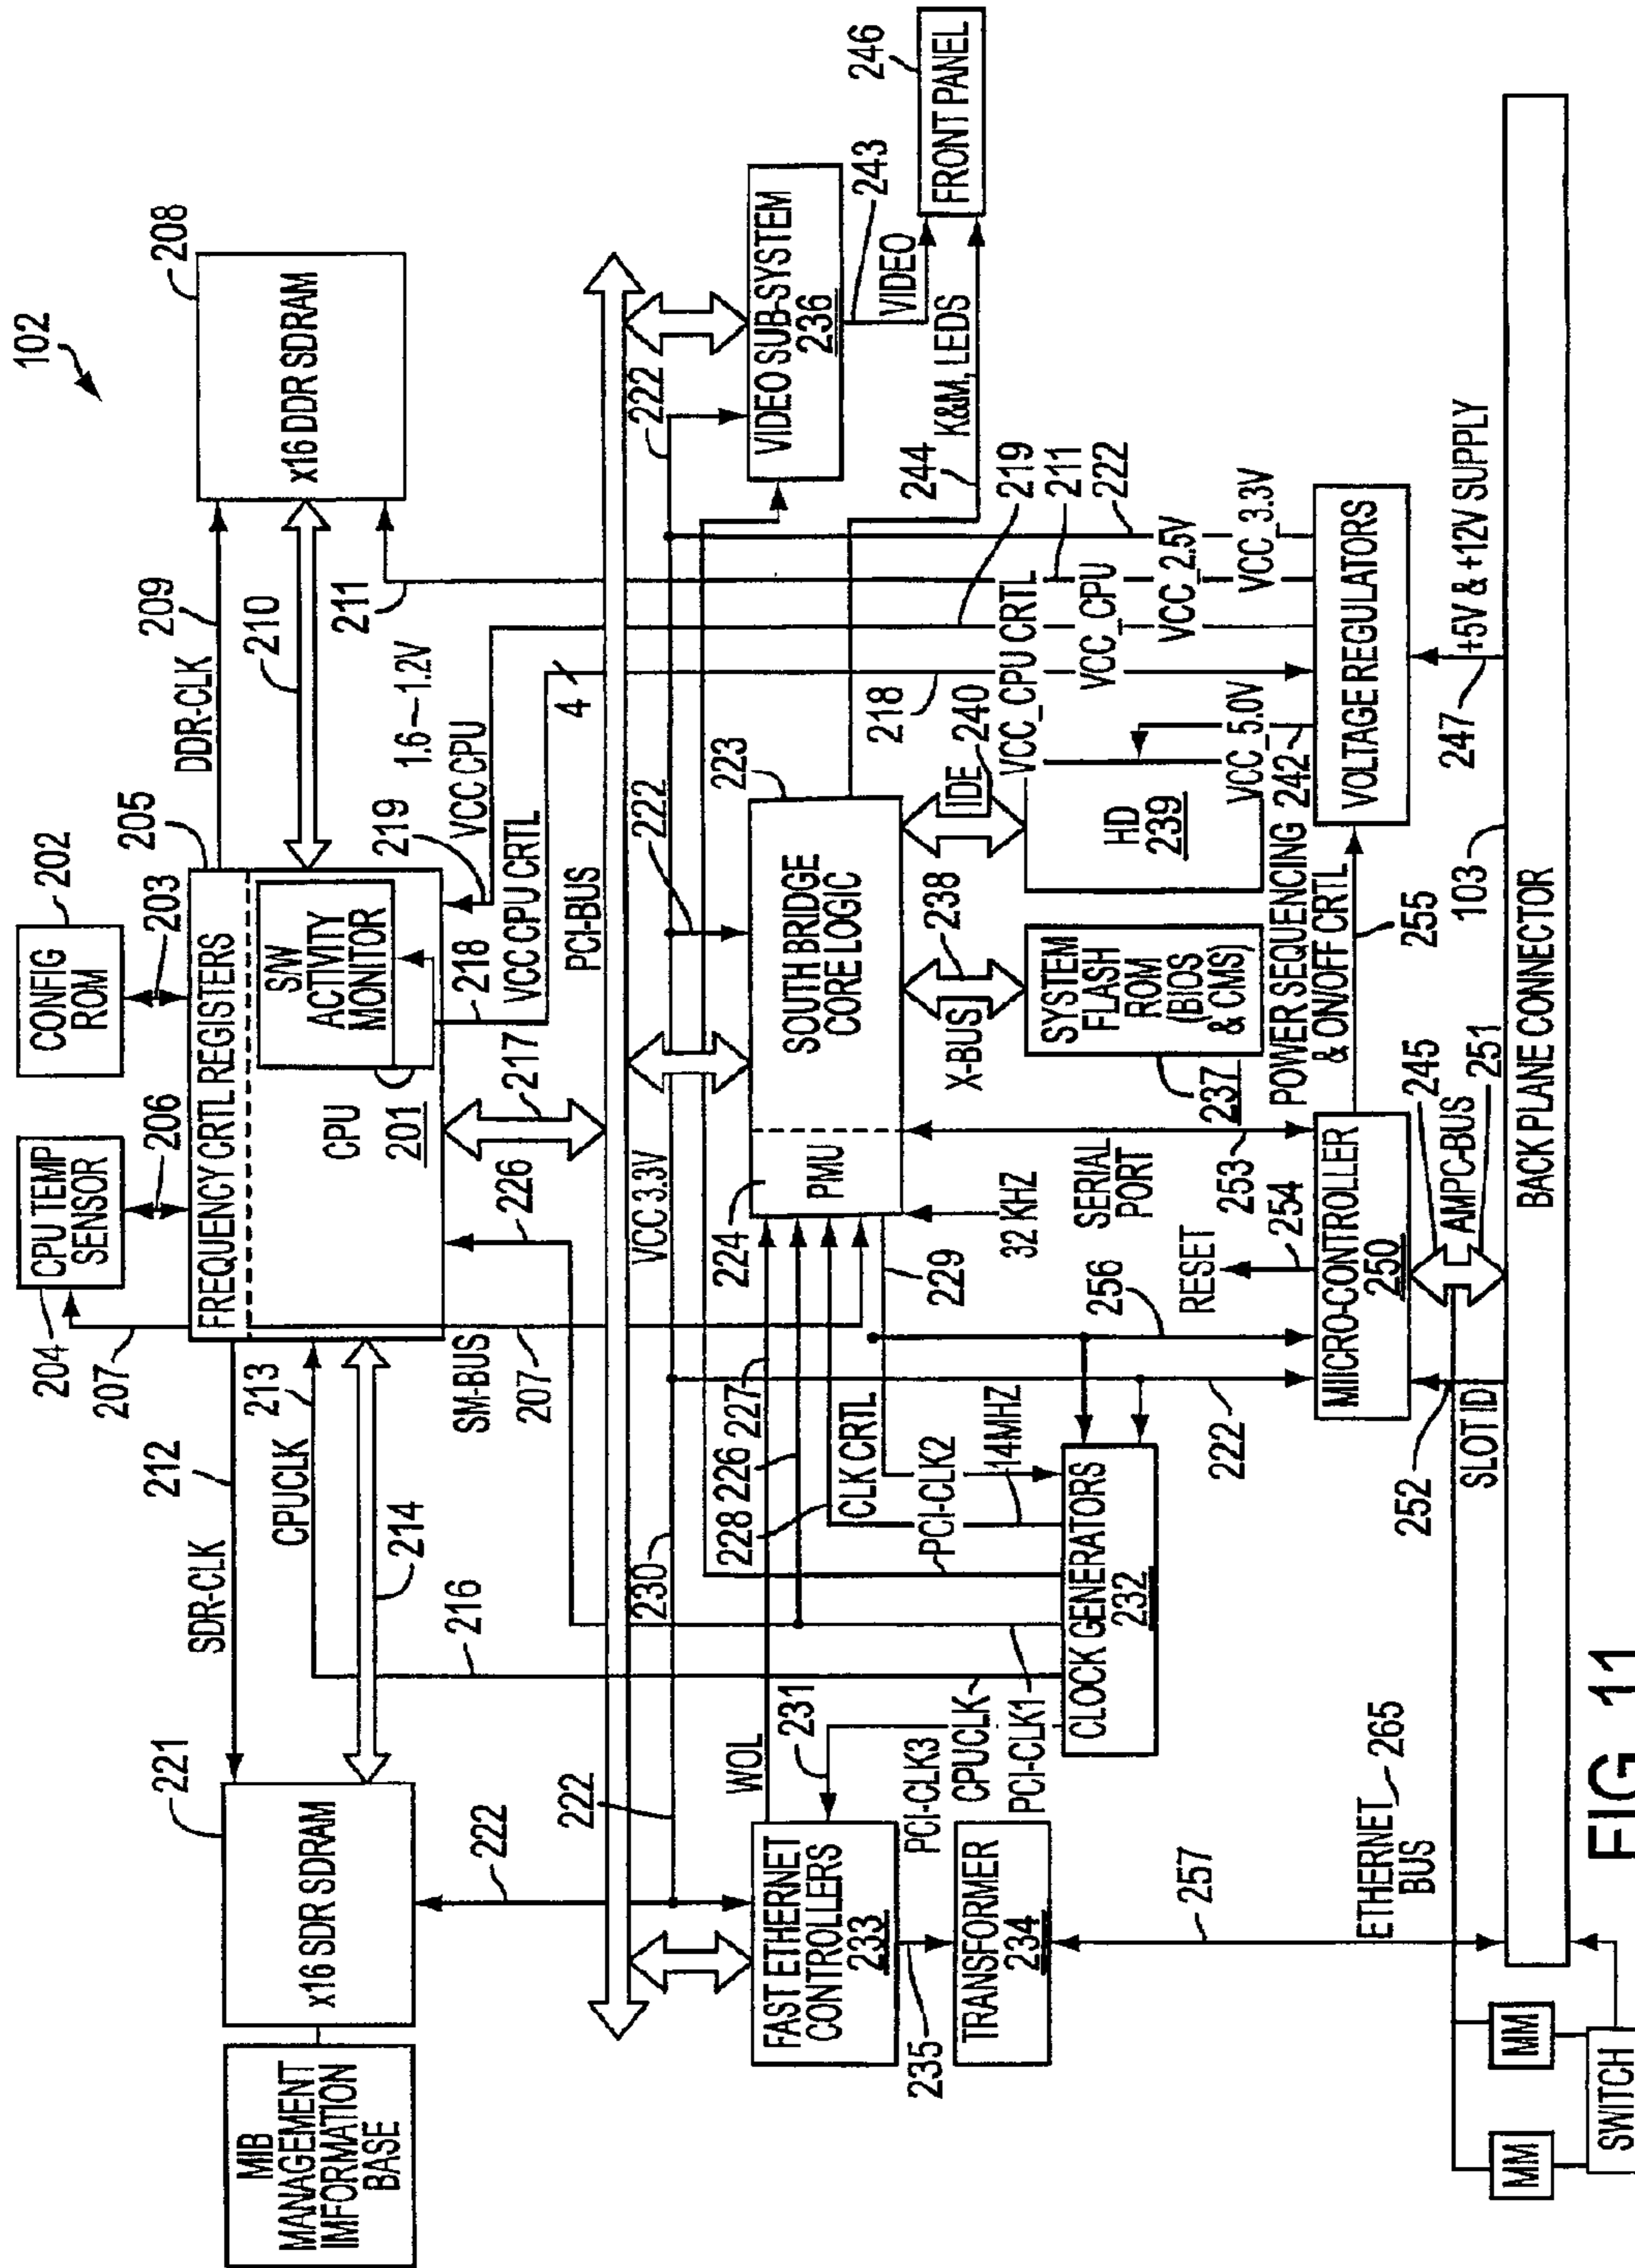 102
MIB
MANAGEMENT
IMFORMATION
BASE
221
x16 SDR SDRAM
SDR-CLK
212
CPUCLK
213
214
216
222
204
207
CPU TEMP
SENSOR
206
CONFIG
ROM
202
203
205
FREQUENCY CRTL REGISTERS
S/W
ACTIVITY
MONITOR
CPU
201
DDR-CLK
209
210
211
x16 DDR SDRAM
208
1.6–1.2V
VCC CPU
219
VCC CPU CRTL
218
4
217
226
SM-BUS
207
PCI-BUS
VCC 3.3V
222
222
222
230
WOL
227
226
228
CLK CRTL
PCI-CLK2
14MHZ
229
32 KHZ
FAST ETHERNET
CONTROLLERS
233
231
PCI-CLK3
CPUCLK
PCI-CLK1
235
TRANSFORMER
234
257
CLOCK GENERATORS
232
224
PMU
SOUTH BRIDGE
CORE LOGIC
223
VIDEO SUB-SYSTEM
236
243
VIDEO
K&M, LEDS
244
FRONT PANEL
246
X-BUS
238
IDE
240
SYSTEM
FLASH
ROM
(BIOS
& CMS)
237
HD
239
VCC_CPU CRTL
VCC_CPU
VCC_2.5V
VCC_3.3V
VCC_5.0V
242
218
219
211
222
SERIAL
PORT
253
256
RESET
254
222
MIICRO-CONTROLLER
250
POWER SEQUENCING
& ON/OFF CRTL
255
VOLTAGE REGULATORS
+5V & +12V SUPPLY
247
252
SLOT ID
245
AMPC-BUS
251
ETHERNET
BUS
265
BACK PLANE CONNECTOR
103
MM
MM
SWITCH
FIG. 11